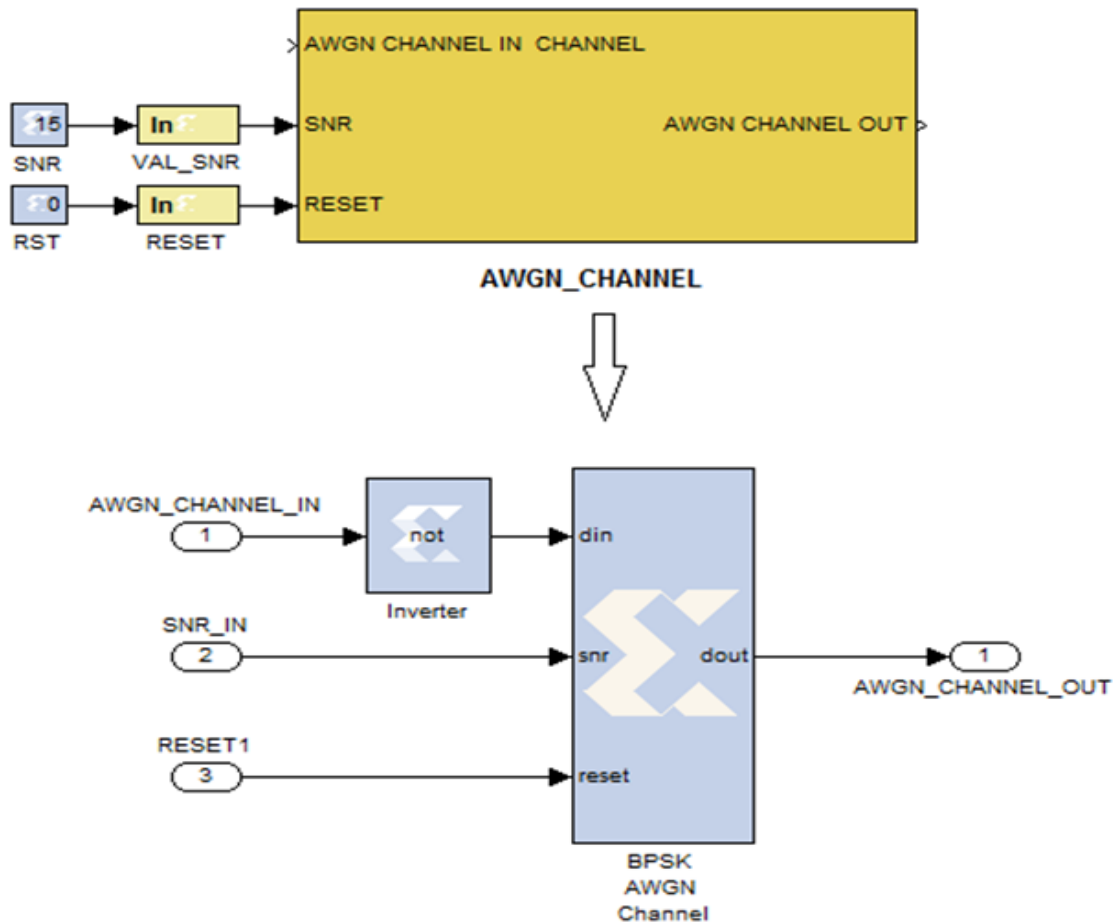 AWGN CHANNEL IN  CHANNEL
15
In
SNR
AWGN CHANNEL OUT
SNR
VAL_SNR
0
In
RESET
RST
RESET
AWGN_CHANNEL
AWGN_CHANNEL_IN
1
not
din
Inverter
SNR_IN
2
snr
dout
1
AWGN_CHANNEL_OUT
RESET1
3
reset
BPSK
AWGN
Channel